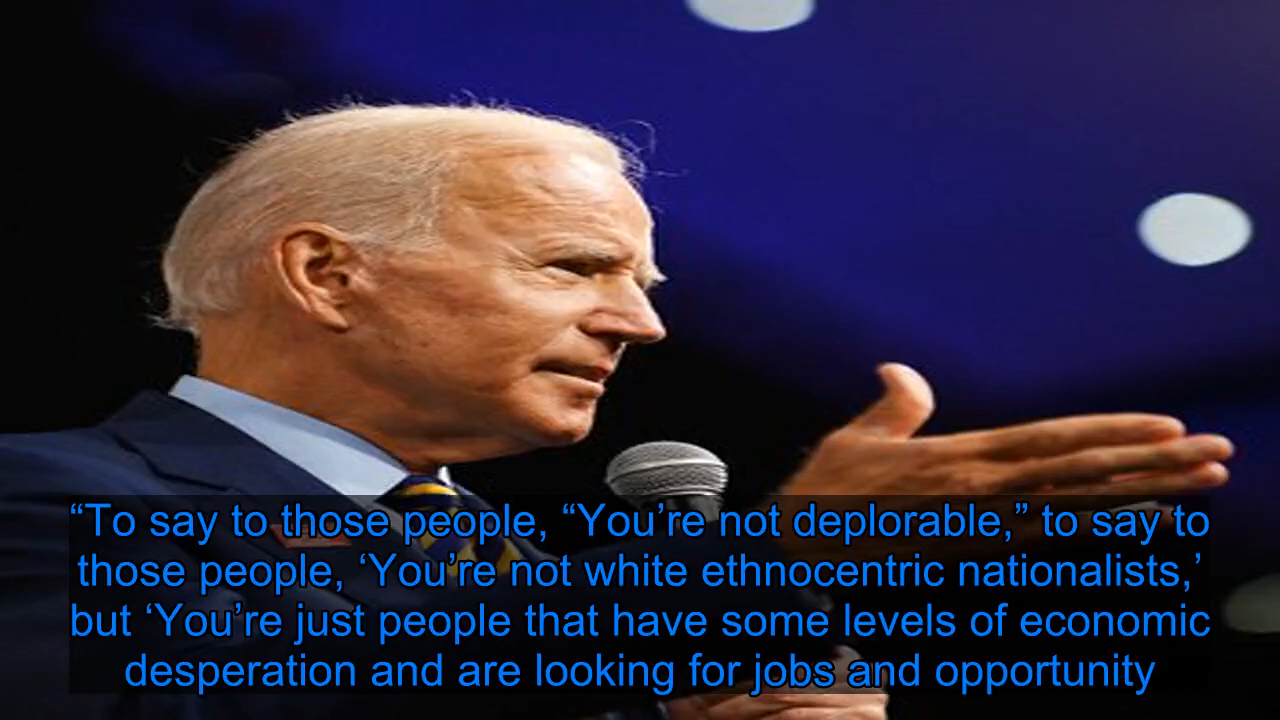 “To say to those people, “You’re not deplorable,” to say to
those people, ‘You’re not white ethnocentric nationalists,’
but ‘You’re just people that have some levels of economic
desperation and are looking for jobs and opportunity